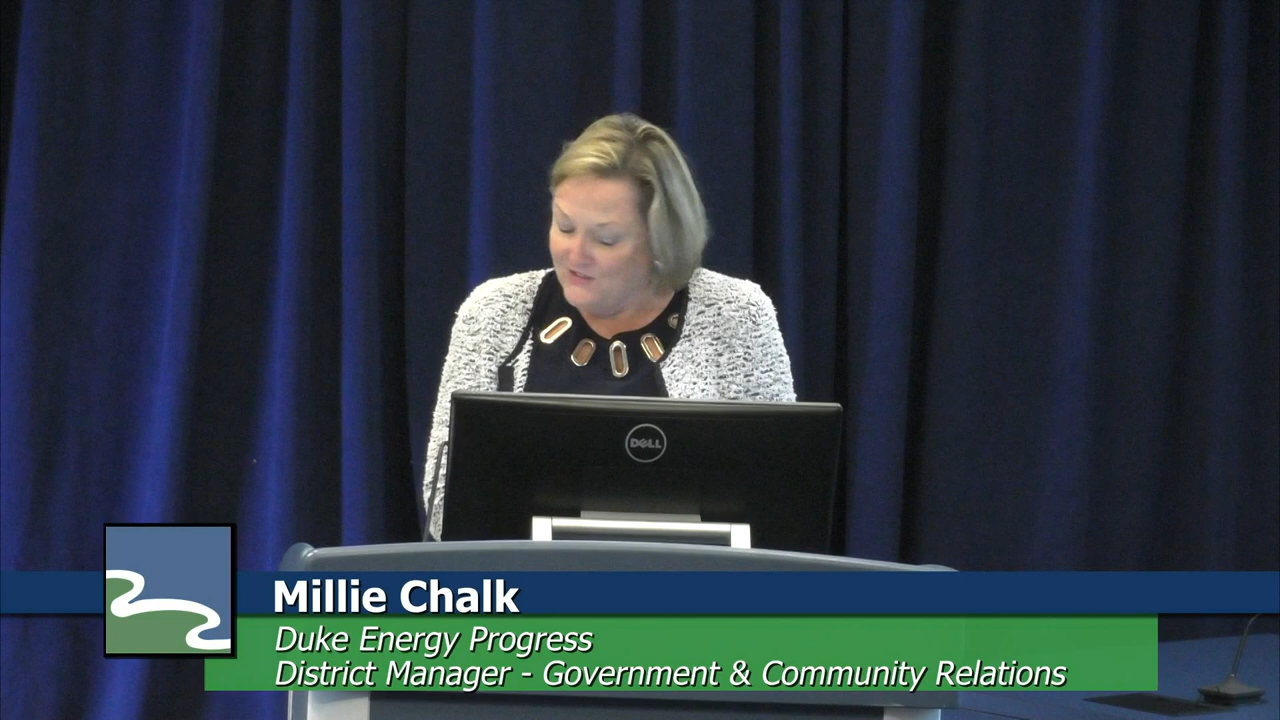 DELL
Millie Chalk
Duke Energy Progress
District Manager - Government & Community Relations